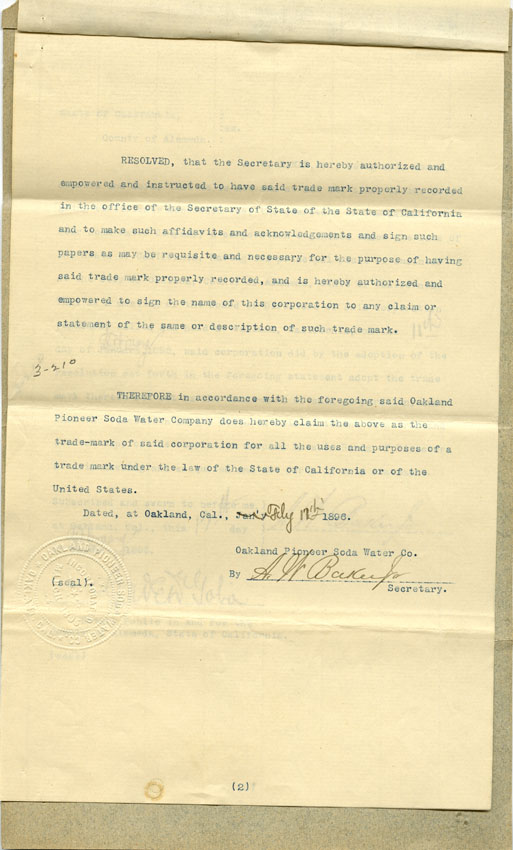 RESOLVED, that the Secretary is hereby authorized and
empowered and instructed to have said trade mark properly recorded
in the office of the Secretary of State of the State of California
and to make such affidavits and acknowledgements and sign such
papers as may be requisite and necessary for the purpose of having
said trade mark properly recorded, and is hereby authorized and
empowered to sign the name of this corporation to any claim or
statement of the same or description of such trade mark.
3-210
THEREFORE in accordance with the foregoing said Oakland
Pioneer Soda Water Company does hereby claim the above as the
trade-mark of said corporation for all the uses and purposes of a
trade mark under the law of the State of California or of the
United States.
Dated, at Oakland, Cal., 1896.
Oakland Pioneer Soda Water Co.
By
Secretary.
(seal).
OAKLAND PIONEER SODA WATER
(2)